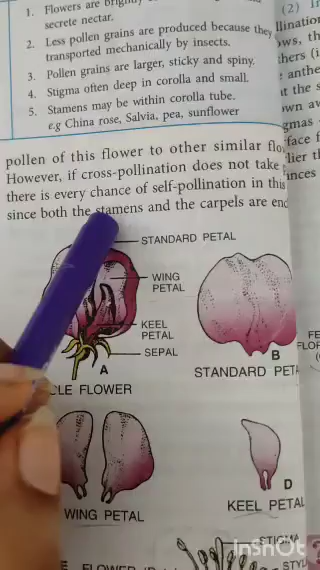 1. Flowers are brightly
secrete nectar.
2. Less pollen grains are produced because they
transported mechanically by insects.
3. Pollen grains are larger, sticky and spiny.
4. Stigma often deep in corolla and small.
5. Stamens may be within corolla tube.
e.g China rose, Salvia, pea, sunflower
pollen of this flower to other similar flo
However, if cross-pollination does not take
there is every chance of self-pollination in this
since both the stamens and the carpels are enc
STANDARD PETAL
WING
PETAL
KEEL
PETAL
SEPAL
A
LE FLOWER
B
STANDARD PETA
WING PETAL
D
KEEL PETAL
STIGMA
STYL
FLOWER
InShOt